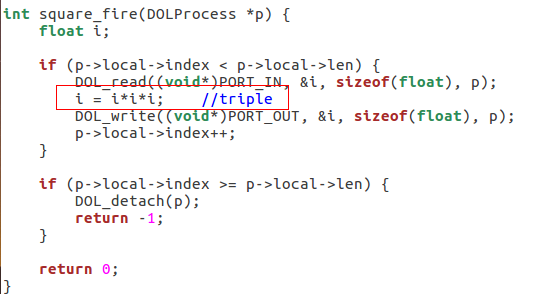 int square_fire(DOLProcess *p) {
    float i;

    if (p->local->index < p->local->len) {
        DOL_read((void*)PORT_IN, &i, sizeof(float), p);
        i = i*i*i;    //triple
        DOL_write((void*)PORT_OUT, &i, sizeof(float), p);
        p->local->index++;
    }

    if (p->local->index >= p->local->len) {
        DOL_detach(p);
        return -1;
    }

    return 0;
}